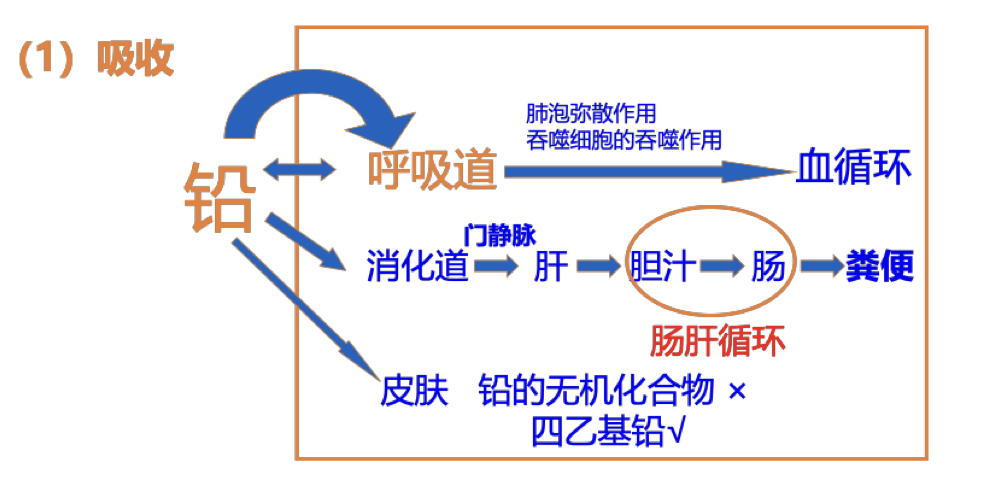 （1）吸收
肺泡弥散作用
吞噬细胞的吞噬作用
铅 呼吸道 血循环
门静脉
消化道 肝 胆汁 肠 粪便
肠肝循环
皮肤 铅的无机化合物 ×
四乙基铅√